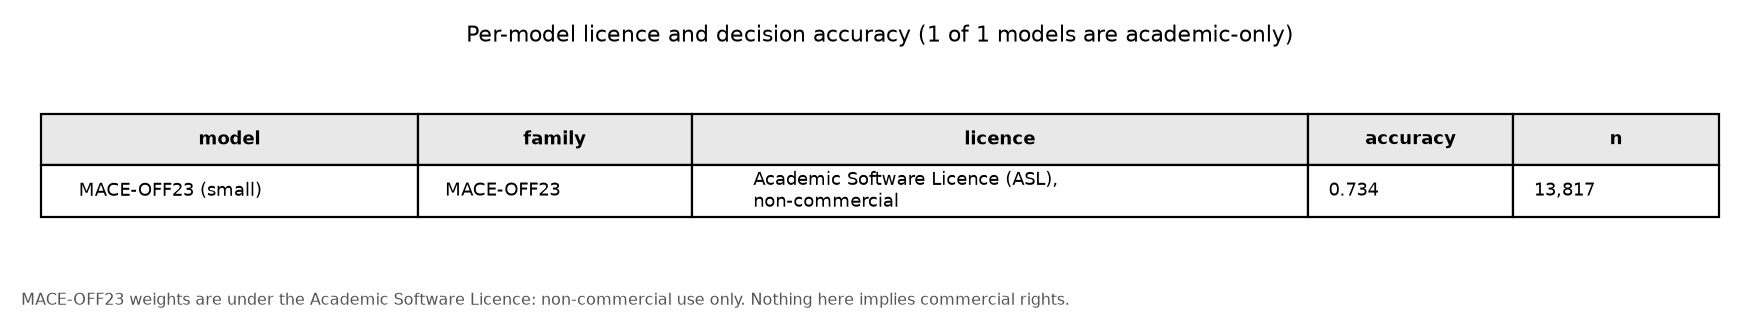 Per-model licence and decision accuracy (1 of 1 models are academic-only)
model family licence accuracy n
MACE-OFF23 (small) MACE-OFF23 Academic Software Licence (ASL), 0.734 13,817
non-commercial
MACE-OFF23 weights are under the Academic Software Licence: non-commercial use only. Nothing here implies commercial rights.